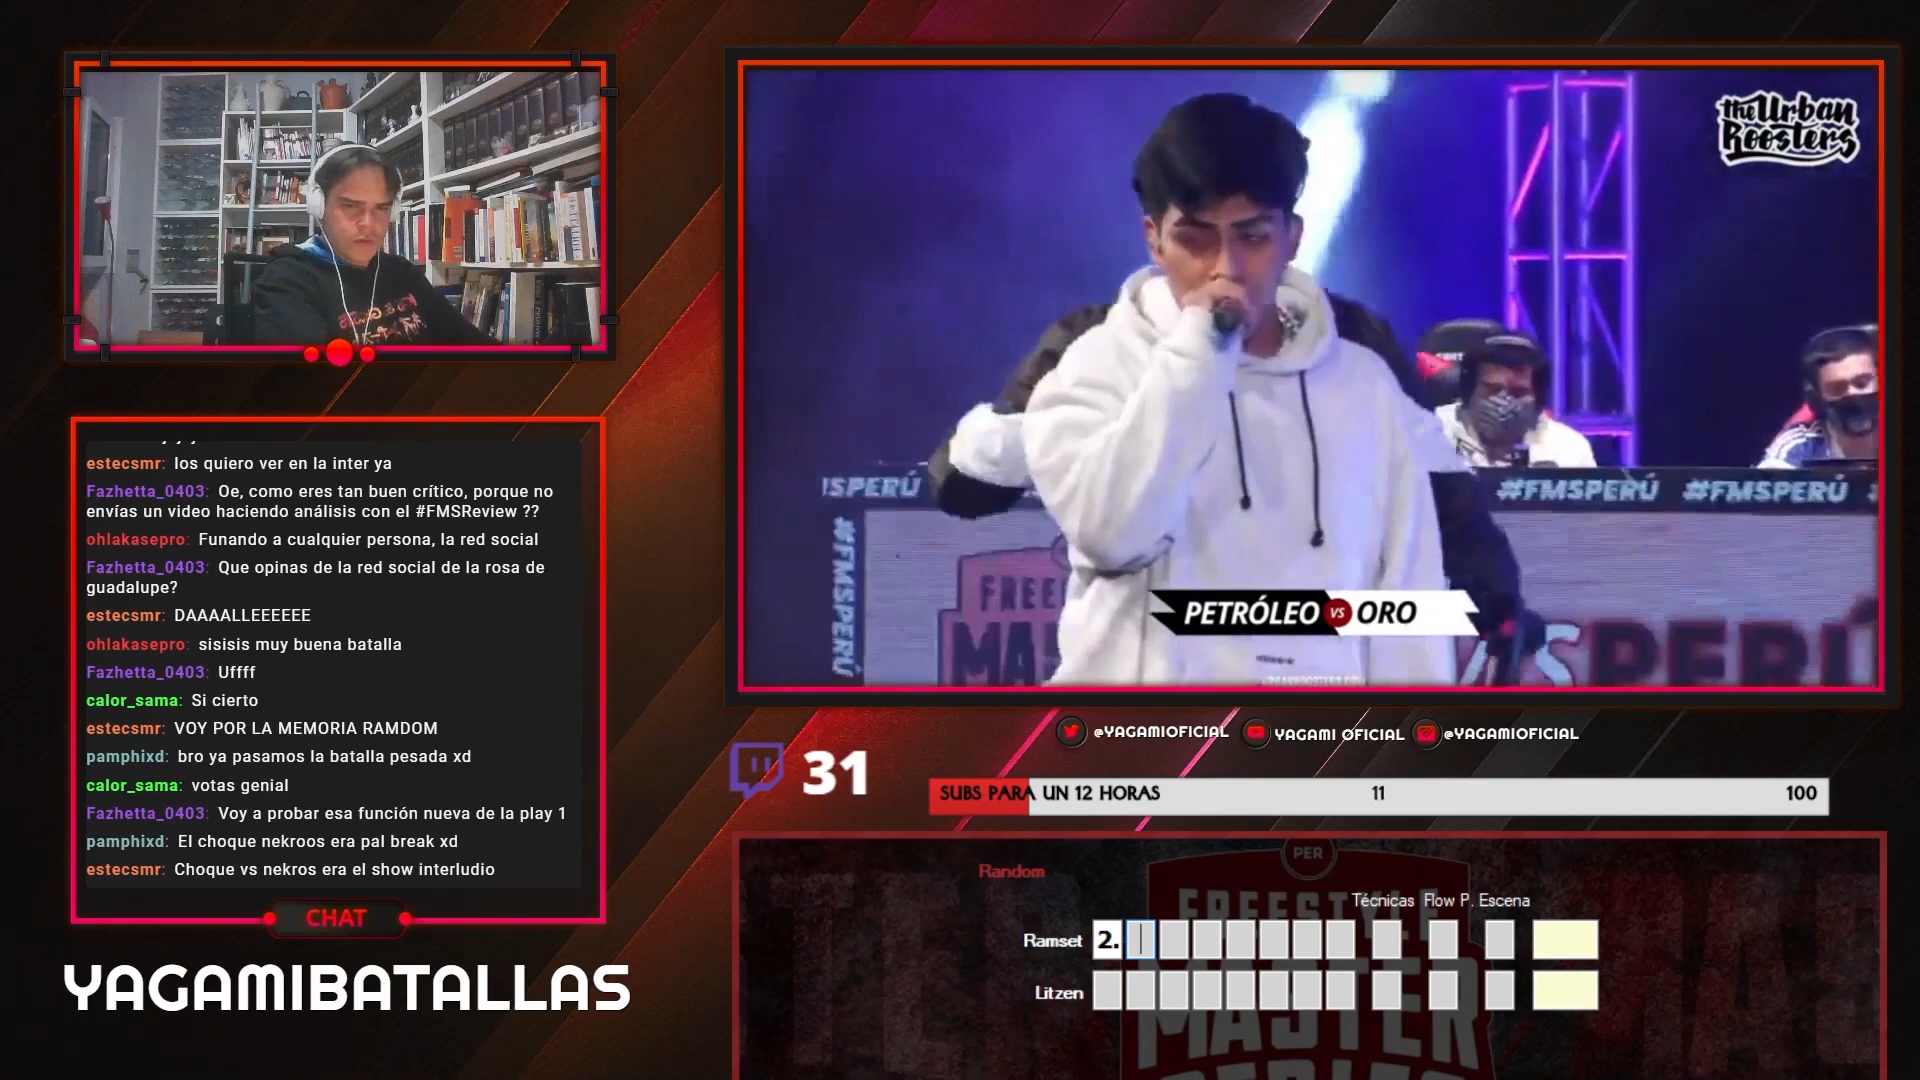 estecsmr: los quiero ver en la inter ya
Fazhetta_0403: Oe, como eres tan buen crítico, porque no
envías un video haciendo análisis con el #FMSReview ??
ohlakasepro: Funando a cualquier persona, la red social
Fazhetta_0403: Que opinas de la red social de la rosa de
guadalupe?
estecsmr: DAAAALLEEEEEE
ohlakasepro: sisisis muy buena batalla
Fazhetta_0403: Uffff
calor_sama: Si cierto
estecsmr: VOY POR LA MEMORIA RAMDOM
pamphixd: bro ya pasamos la batalla pesada xd
calor_sama: votas genial
Fazhetta_0403: Voy a probar esa función nueva de la play 1
pamphixd: El choque nekroos era pal break xd
estecsmr: Choque vs nekros era el show interludio
CHAT
YAGAMIBATALLAS
the Urban
Roosters
#FMSPERÚ #FMSPERÚ
#FMSPERÚ
PETRÓLEO VS ORO
@YAGAMIOFICIAL YAGAMI OFICIAL @YAGAMIOFICIAL
31
SUBS PARA UN 12 HORAS 11 100
PER
FREESTYLE
MASTER
Random
Técnicas Flow P. Escena
Ramset 2.
Litzen